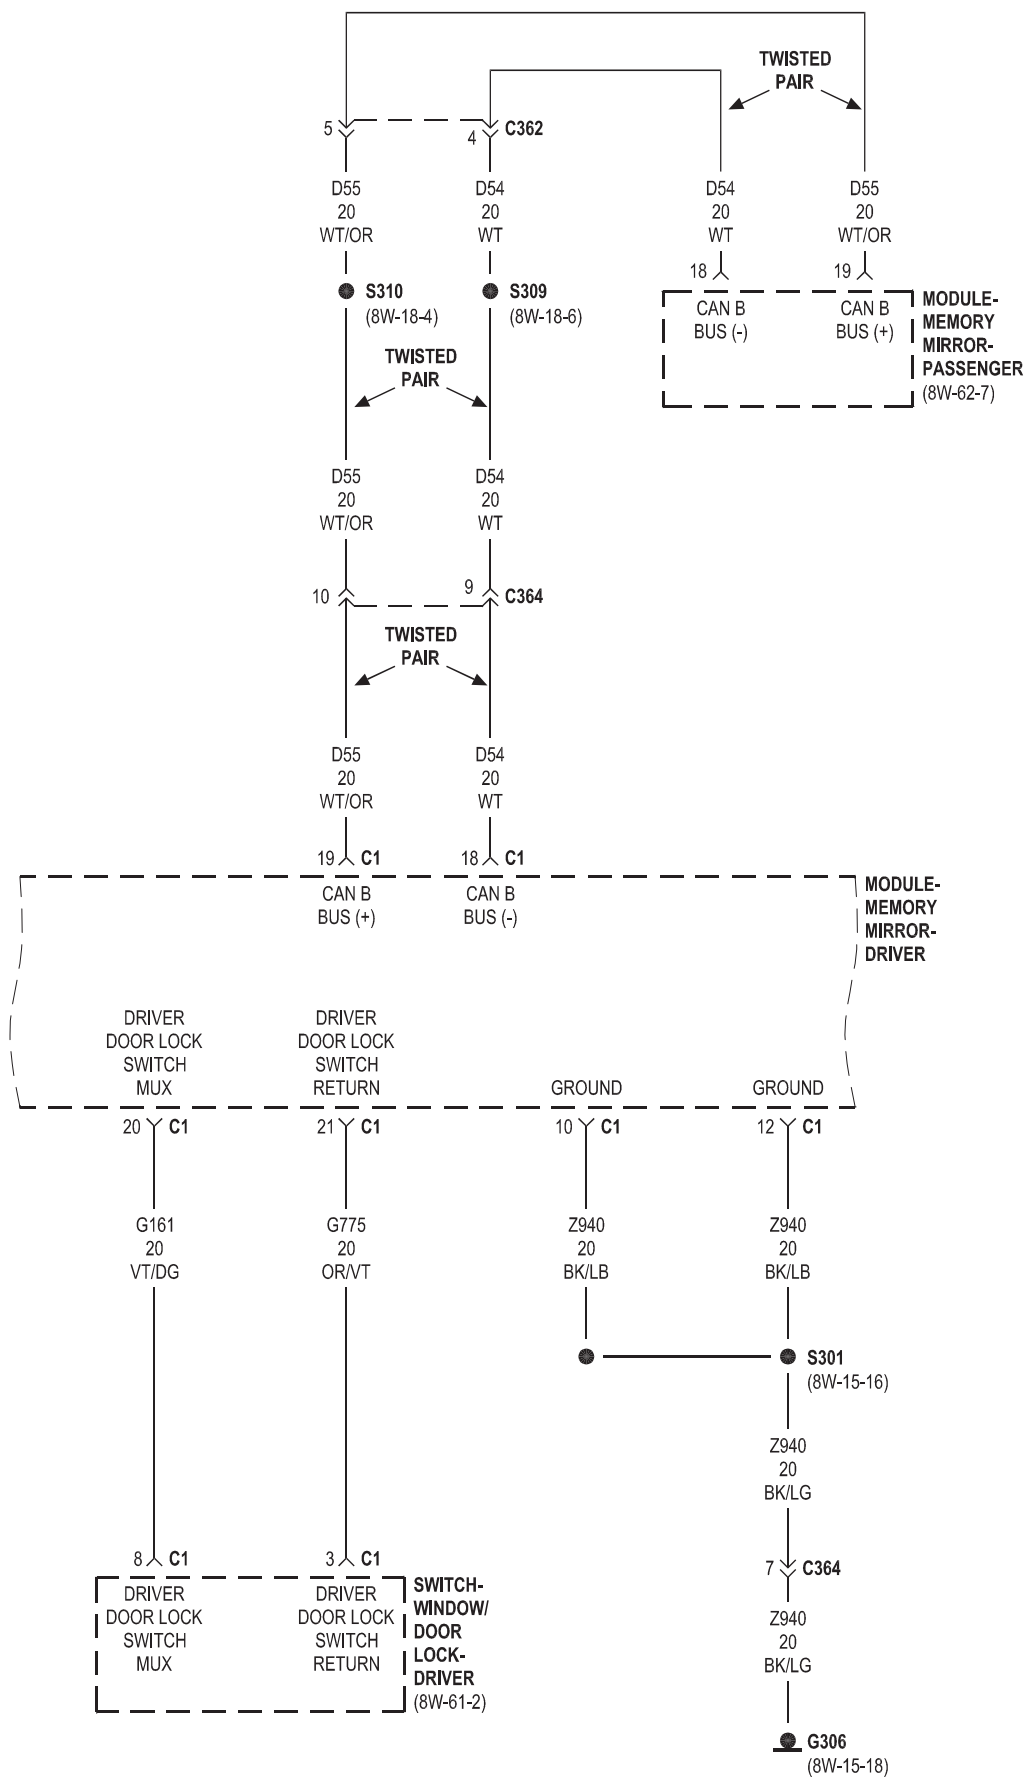 TWISTED
PAIR
5
4
C362
D55
20
WT/OR
D54
20
WT
D54
20
WT
D55
20
WT/OR
18
19
S310
(8W-18-4)
S309
(8W-18-6)
CAN B
BUS (-)
CAN B
BUS (+)
MODULE-
MEMORY
MIRROR-
PASSENGER
(8W-62-7)
TWISTED
PAIR
D55
20
WT/OR
D54
20
WT
10
9
C364
TWISTED
PAIR
D55
20
WT/OR
D54
20
WT
19
C1
18
C1
CAN B
BUS (+)
CAN B
BUS (-)
MODULE-
MEMORY
MIRROR-
DRIVER
DRIVER
DOOR LOCK
SWITCH
MUX
DRIVER
DOOR LOCK
SWITCH
RETURN
GROUND
GROUND
20
C1
21
C1
10
C1
12
C1
G161
20
VT/DG
G775
20
OR/VT
Z940
20
BK/LB
Z940
20
BK/LB
S301
(8W-15-16)
Z940
20
BK/LG
8
C1
3
C1
7
C364
DRIVER
DOOR LOCK
SWITCH
MUX
DRIVER
DOOR LOCK
SWITCH
RETURN
SWITCH-
WINDOW/
DOOR
LOCK-
DRIVER
(8W-61-2)
Z940
20
BK/LG
G306
(8W-15-18)